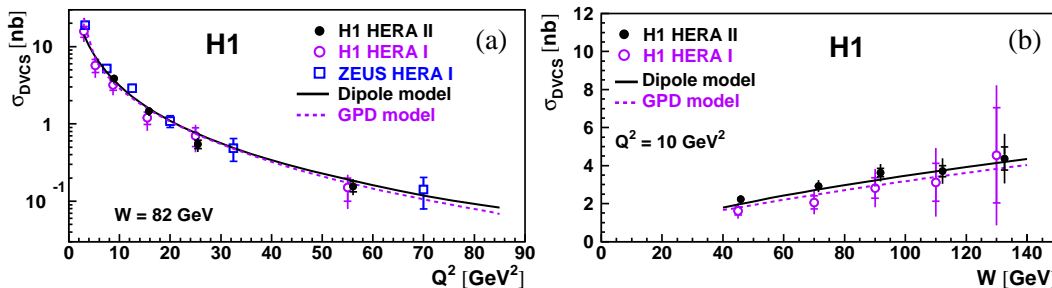 σDVCS [nb]
10
1
10⁻¹
H1
(a)
H1 HERA II
H1 HERA I
ZEUS HERA I
Dipole model
GPD model
W = 82 GeV
0 10 20 30 40 50 60 70 80 90
Q² [GeV²]
σDVCS [nb]
12
10
8
6
4
2
0
H1
(b)
H1 HERA II
H1 HERA I
Dipole model
GPD model
Q² = 10 GeV²
20 40 60 80 100 120 140
W [GeV]